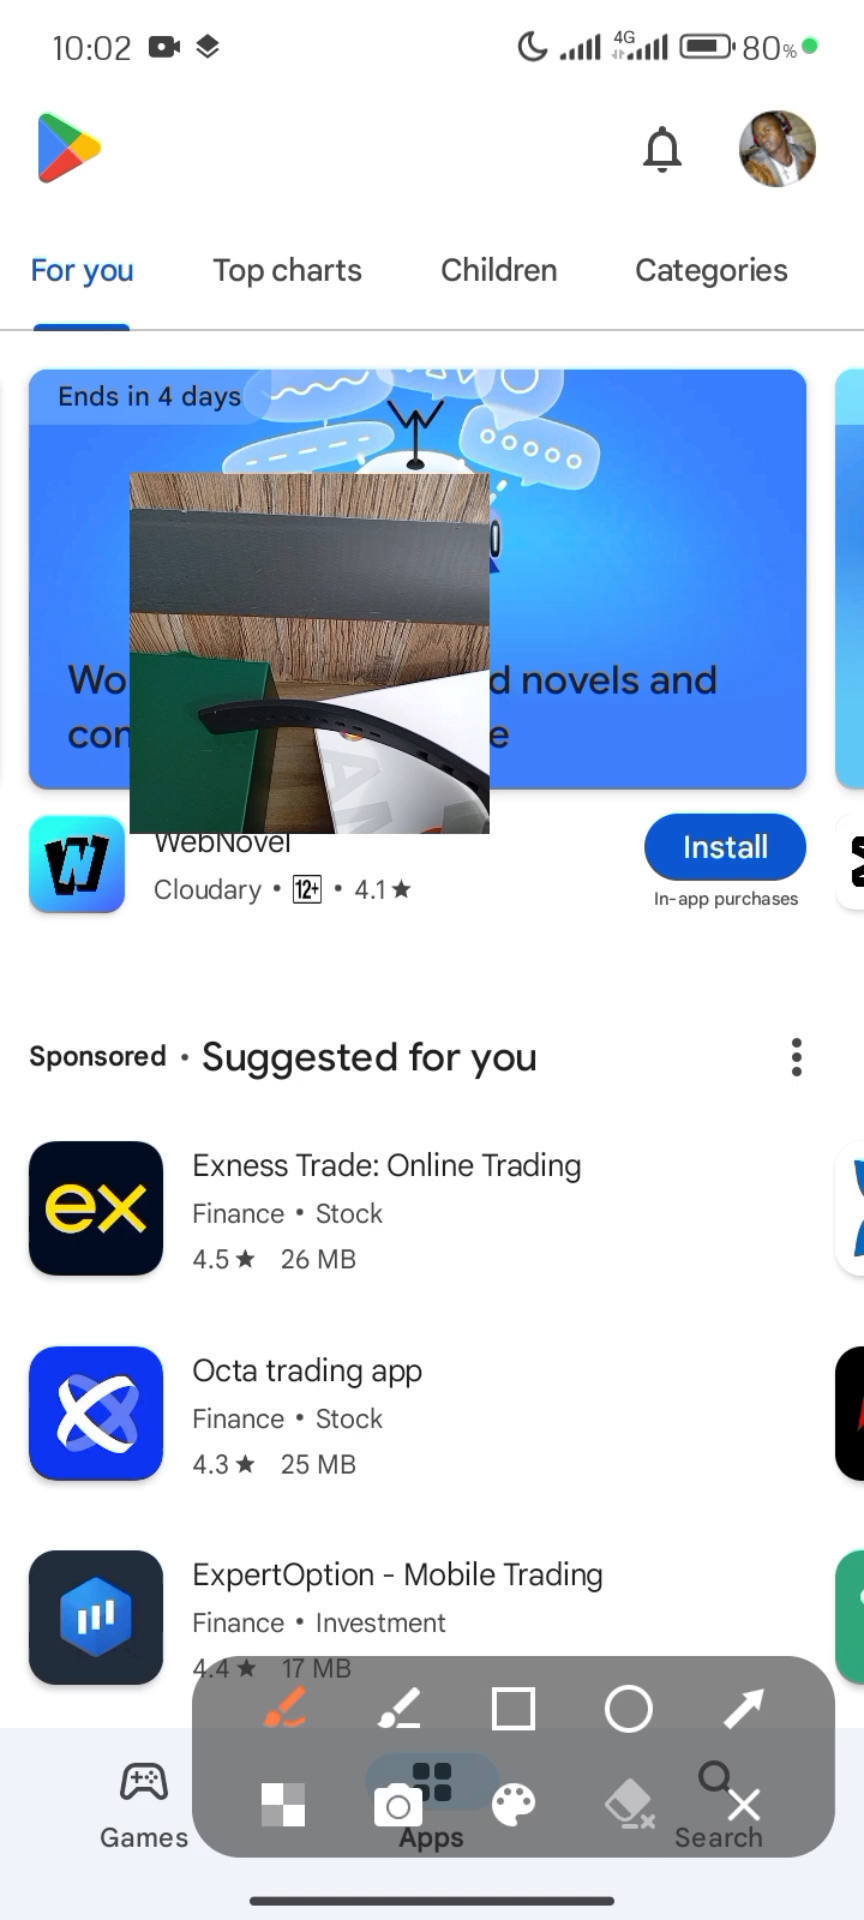 10:02
4G
80%
For you
Top charts
Children
Categories
Ends in 4 days
d novels and
e
WebNovel
Cloudary • 12+ • 4.1★
Install
In-app purchases
Sponsored • Suggested for you
ex
Exness Trade: Online Trading
Finance • Stock
4.5★ 26 MB
Octa trading app
Finance • Stock
4.3★ 25 MB
ExpertOption - Mobile Trading
Finance • Investment
4.4★ 17 MB
Games
Apps
Search